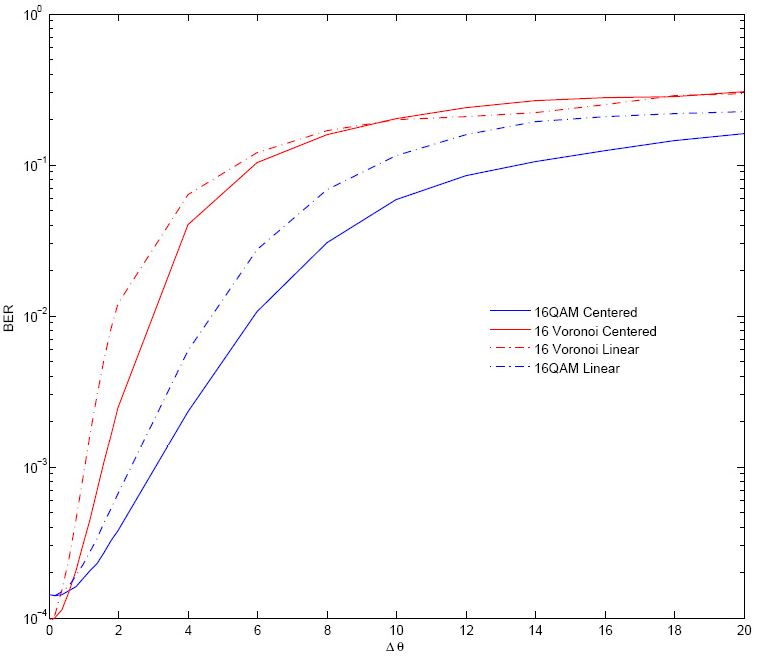 10^0
10^-1
10^-2
10^-3
10^-4
BER
16QAM Centered
16 Voronoi Centered
16 Voronoi Linear
16QAM Linear
0 2 4 6 8 10 12 14 16 18 20
Δ θ